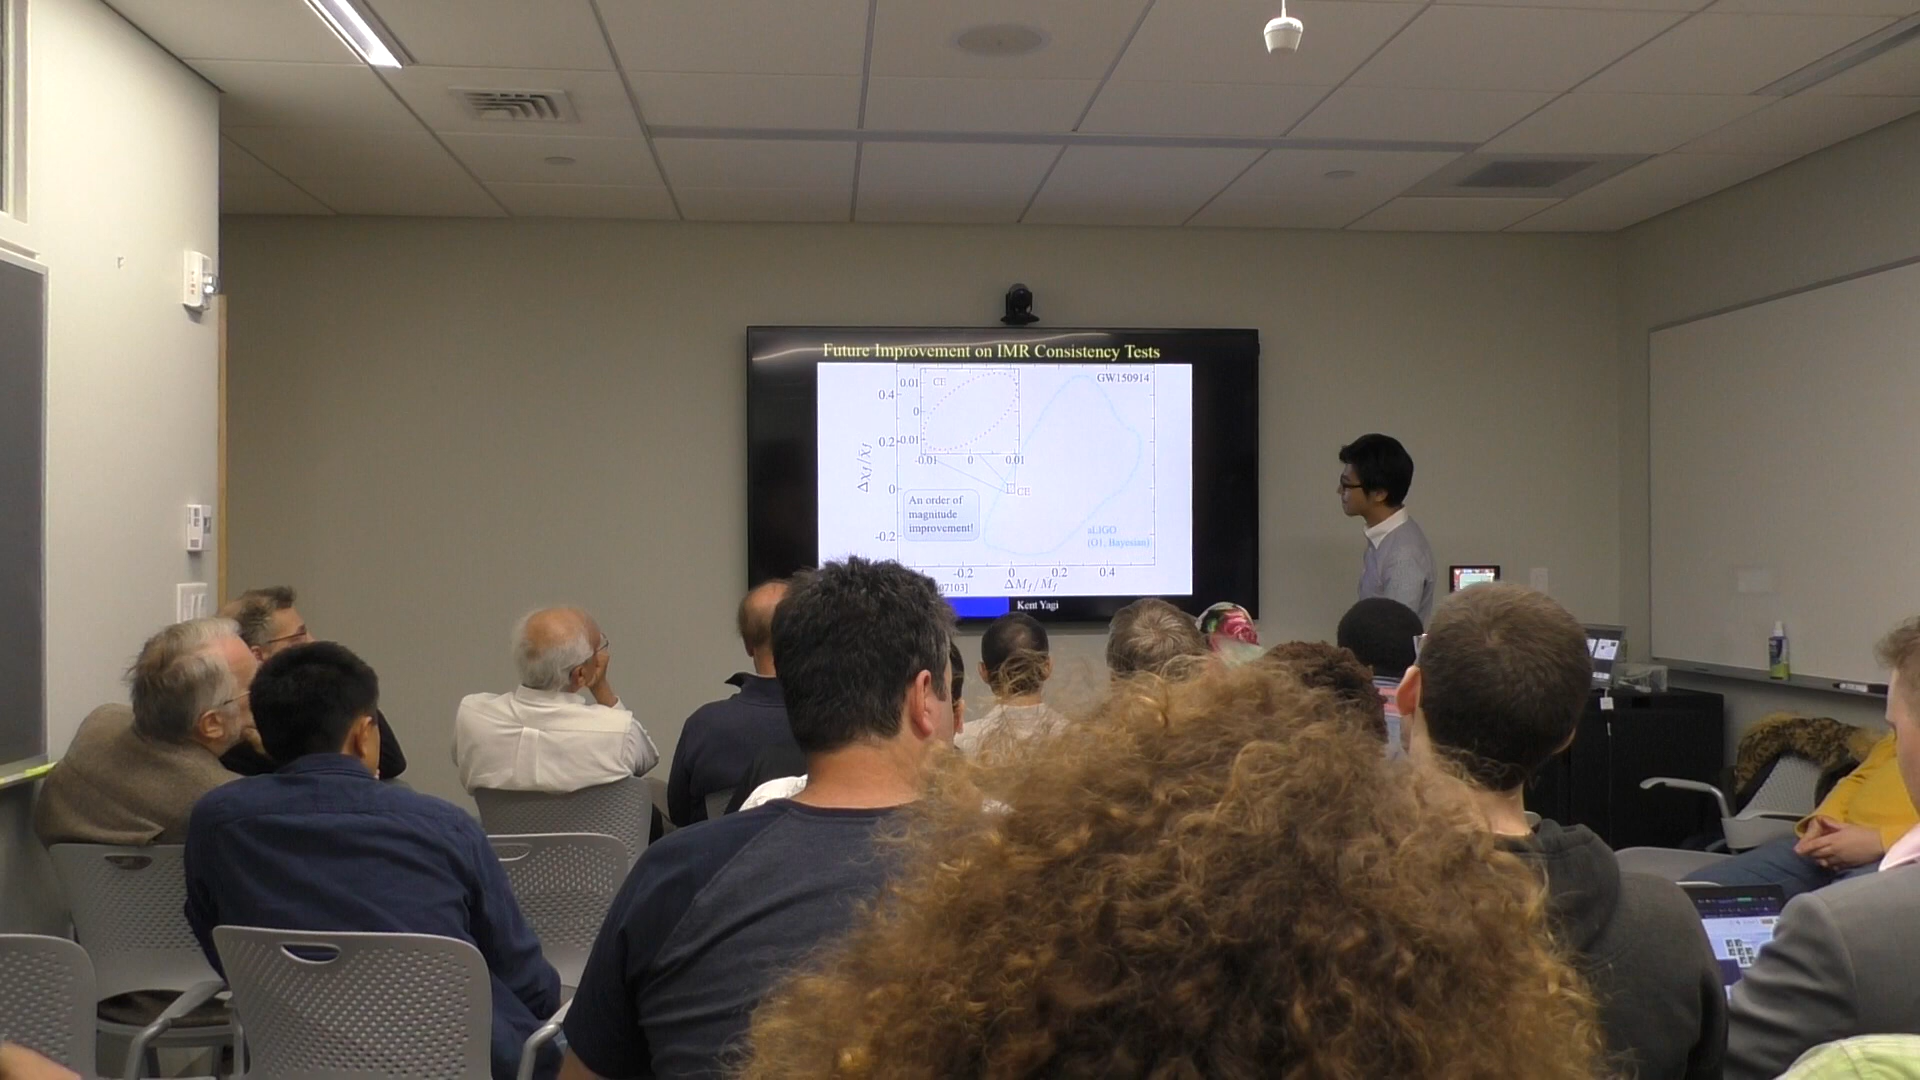 Future Improvement on IMR Consistency Tests
GW150914
CE
0.01
0
-0.01
-0.01 0 0.01
0.4
0.2
0
-0.2
Δχf/χ̄f
CE
An order of
magnitude
improvement!
aLIGO
(O1, Bayesian)
-0.2 0 0.2 0.4
ΔMf/M̄f
07103]
Kent Yagi